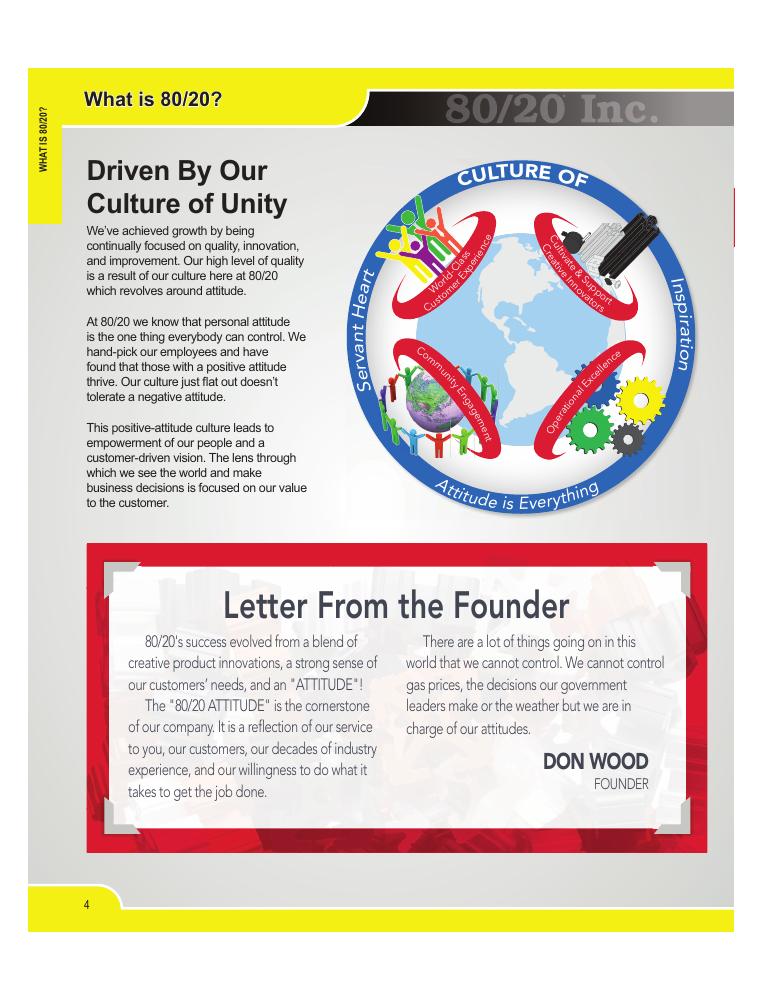 What is 80/20?
80/20 Inc.
WHAT IS 80/20?
Driven By Our
Culture of Unity
We've achieved growth by being
continually focused on quality, innovation,
and improvement. Our high level of quality
is a result of our culture here at 80/20
which revolves around attitude.
At 80/20 we know that personal attitude
is the one thing everybody can control. We
hand-pick our employees and have
found that those with a positive attitude
thrive. Our culture just flat out doesn't
tolerate a negative attitude.
This positive-attitude culture leads to
empowerment of our people and a
customer-driven vision. The lens through
which we see the world and make
business decisions is focused on our value
to the customer.
CULTURE OF
Servant Heart
Inspiration
Attitude is Everything
World-Class
Customer Experience
Cultivate & Support
Creative Innovators
Community Engagement
Operational Excellence
Letter From the Founder
80/20's success evolved from a blend of
creative product innovations, a strong sense of
our customers' needs, and an "ATTITUDE"!
The "80/20 ATTITUDE" is the cornerstone
of our company. It is a reflection of our service
to you, our customers, our decades of industry
experience, and our willingness to do what it
takes to get the job done.
There are a lot of things going on in this
world that we cannot control. We cannot control
gas prices, the decisions our government
leaders make or the weather but we are in
charge of our attitudes.
DON WOOD
FOUNDER
4